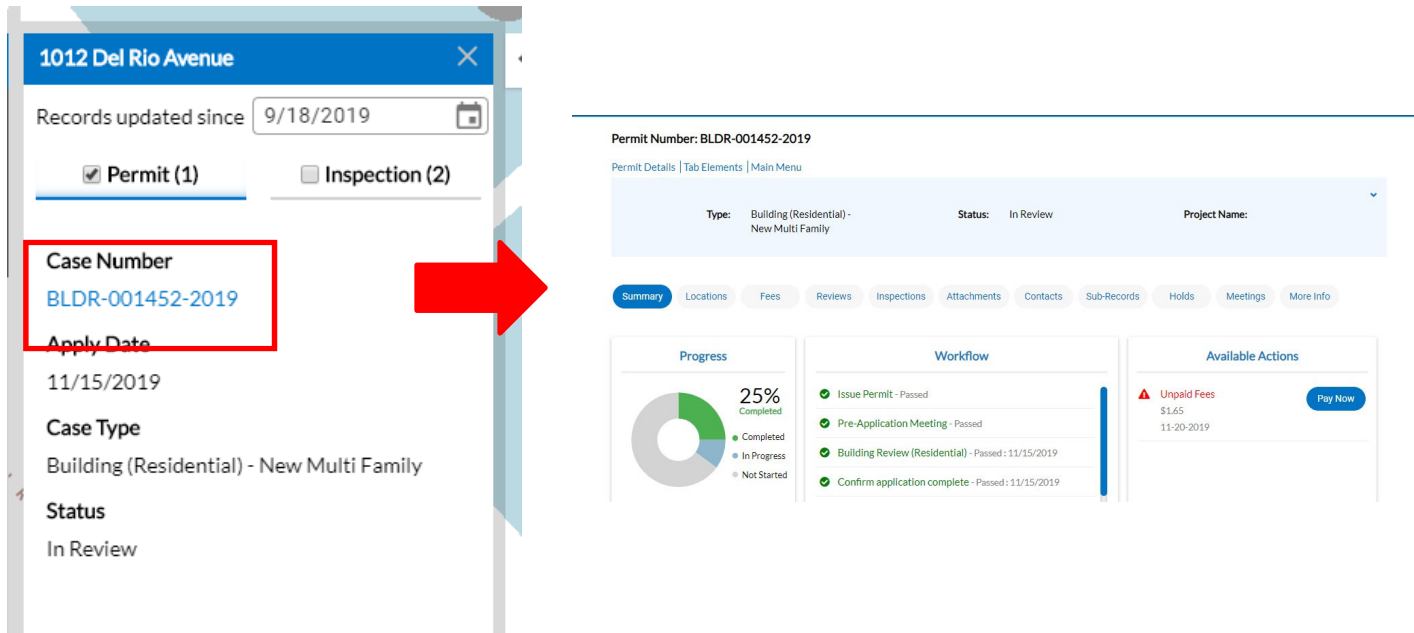 1012 Del Rio Avenue
Records updated since 9/18/2019
Permit (1) Inspection (2)
Case Number
BLDR-001452-2019
Apply Date
11/15/2019
Case Type
Building (Residential) - New Multi Family
Status
In Review
Permit Number: BLDR-001452-2019
Permit Details | Tab Elements | Main Menu
Type: Building (Residential) - Status: In Review Project Name:
New Multi Family
Summary Locations Fees Reviews Inspections Attachments Contacts Sub-Records Holds Meetings More Info
Progress
25%
Completed
Completed
In Progress
Not Started
Workflow
Issue Permit - Passed
Pre-Application Meeting - Passed
Building Review (Residential) - Passed : 11/15/2019
Confirm application complete - Passed : 11/15/2019
Available Actions
Unpaid Fees Pay Now
$1.65
11-20-2019